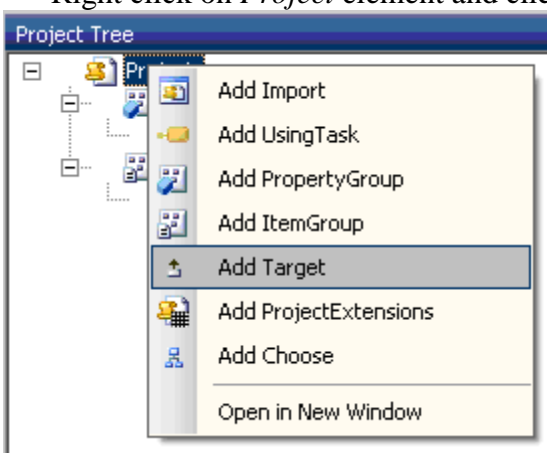 Right click on Project element and clic
Project Tree
Add Import
Add UsingTask
Add PropertyGroup
Add ItemGroup
Add Target
Add ProjectExtensions
Add Choose
Open in New Window